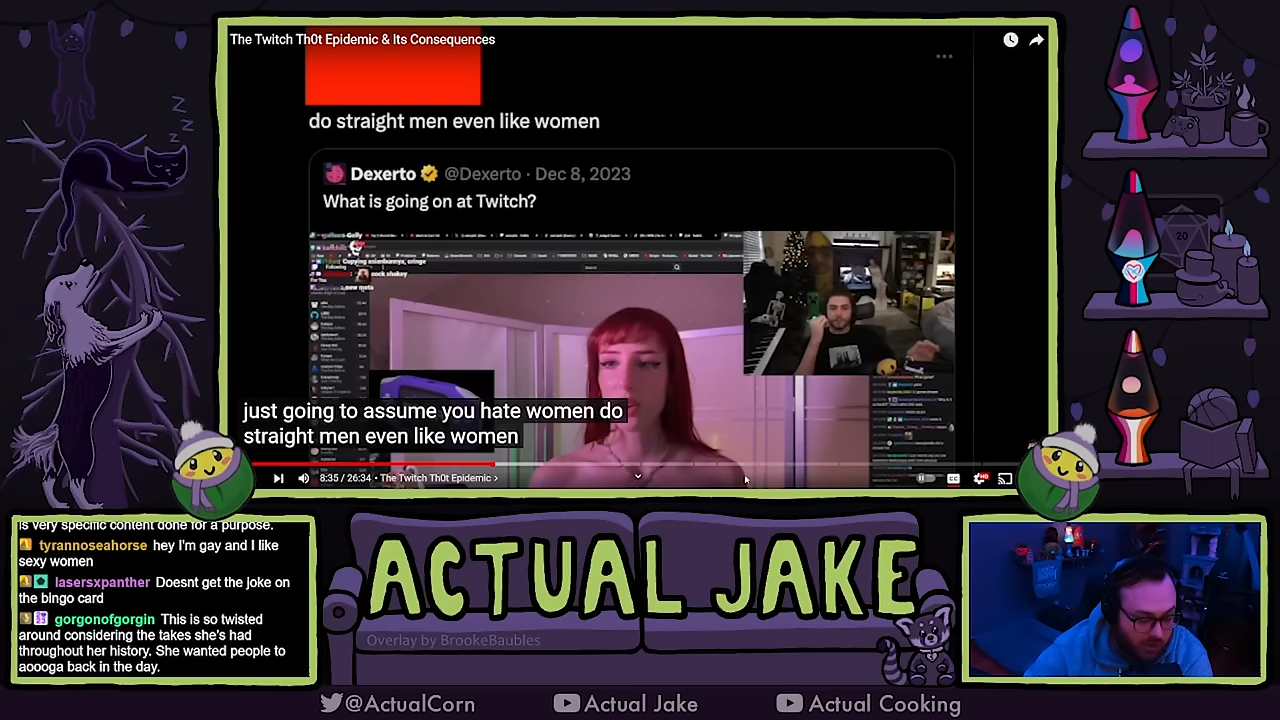 The Twitch Th0t Epidemic & Its Consequences
do straight men even like women
Dexerto @Dexerto · Dec 8, 2023
What is going on at Twitch?
just going to assume you hate women do
straight men even like women
8:35 / 26:34 • The Twitch Th0t Epidemic >
CC
HD
20
is very specific content done for a purpose.
tyrannoseahorse hey I'm gay and I like
sexy women
lasersxpanther Doesnt get the joke on
the bingo card
gorgonofgorgin This is so twisted
around considering the takes she's had
throughout her history. She wanted people to
aoooga back in the day.
ACTUAL JAKE
Overlay by BrookeBaubles
@ActualCorn
Actual Jake
Actual Cooking